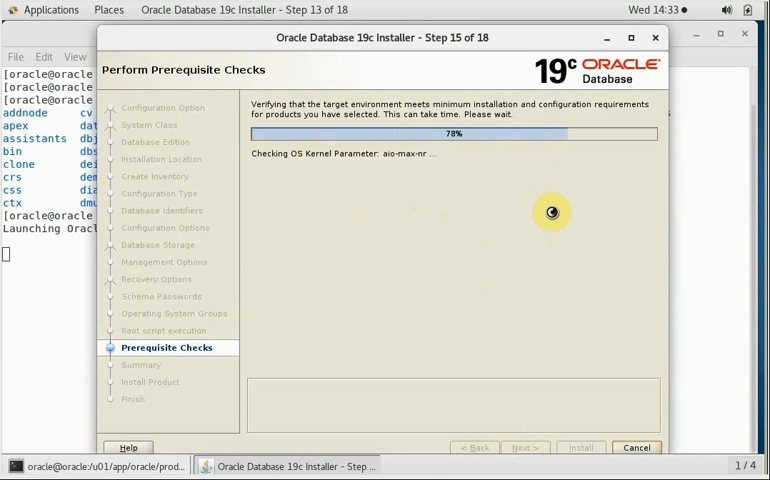 Applications Places Oracle Database 19c Installer - Step 13 of 18 Wed 14:33
Oracle Database 19c Installer - Step 15 of 18
File Edit View
Perform Prerequisite Checks
19c ORACLE
Database
[oracle@oracle
[oracle@oracle
[oracle@oracle
addnode cv
apex dat
assistants dbj
bin dbs
clone dei
crs dem
css dia
ctx dmu
[oracle@oracle
Launching Oracl
Configuration Option
System Class
Database Edition
Installation Location
Create Inventory
Configuration Type
Database Identifiers
Configuration Options
Database Storage
Management Options
Recovery Options
Schema Passwords
Operating System Groups
Root script execution
Prerequisite Checks
Summary
Install Product
Finish
Verifying that the target environment meets minimum installation and configuration requirements
for products you have selected. This can take time. Please wait.
78%
Checking OS Kernel Parameter: aio-max-nr ...
Help < Back Next > Install Cancel
oracle@oracle:/u01/app/oracle/prod... Oracle Database 19c Installer - Step ... 1 / 4